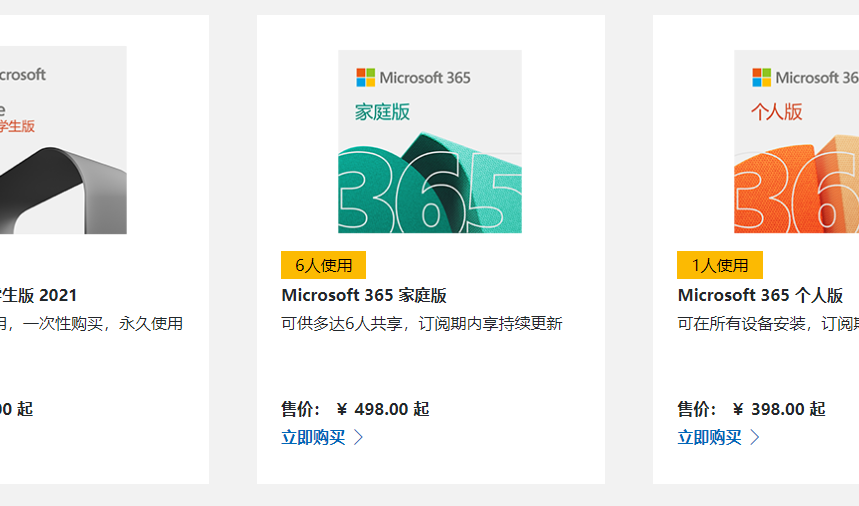 crosoft
e
学生版
生版 2021
用，一次性购买，永久使用
00 起
Microsoft 365
家庭版
365
6人使用
Microsoft 365 家庭版
可供多达6人共享，订阅期内享持续更新
售价： ￥ 498.00 起
立即购买
Microsoft 36
个人版
36
1人使用
Microsoft 365 个人版
可在所有设备安装，订阅
售价： ￥ 398.00 起
立即购买